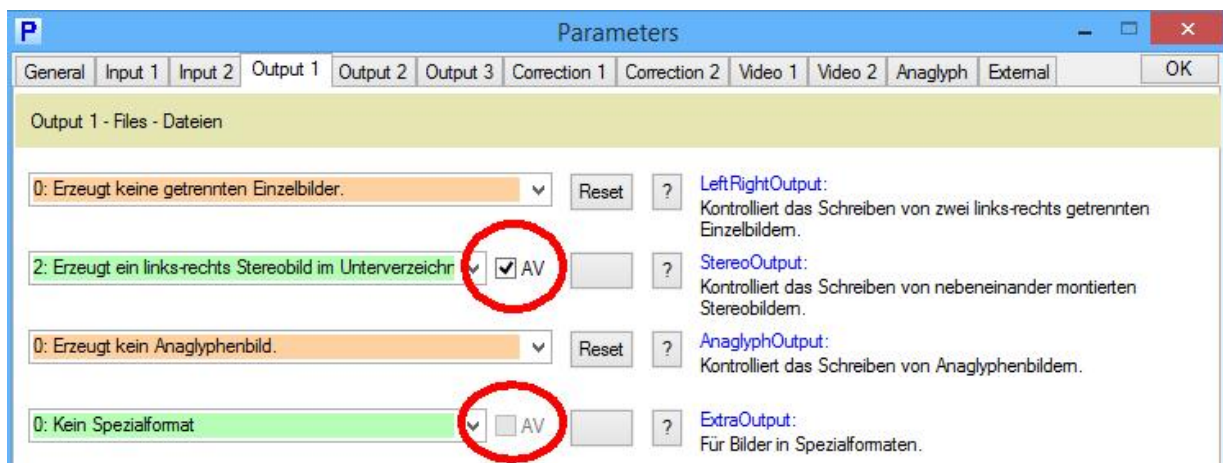 P Parameters
General Input 1 Input 2 Output 1 Output 2 Output 3 Correction 1 Correction 2 Video 1 Video 2 Anaglyph External OK
Output 1 - Files - Dateien
0: Erzeugt keine getrennten Einzelbilder. Reset ? LeftRightOutput:
Kontrolliert das Schreiben von zwei links-rechts getrennten
Einzelbildern.
2: Erzeugt ein links-rechts Stereobild im Unterverzeichn AV ? StereoOutput:
Kontrolliert das Schreiben von nebeneinander montierten
Stereobildern.
0: Erzeugt kein Anaglyphenbild. Reset ? AnaglyphOutput:
Kontrolliert das Schreiben von Anaglyphenbildern.
0: Kein Spezialformat AV ? ExtraOutput:
Für Bilder in Spezialformaten.